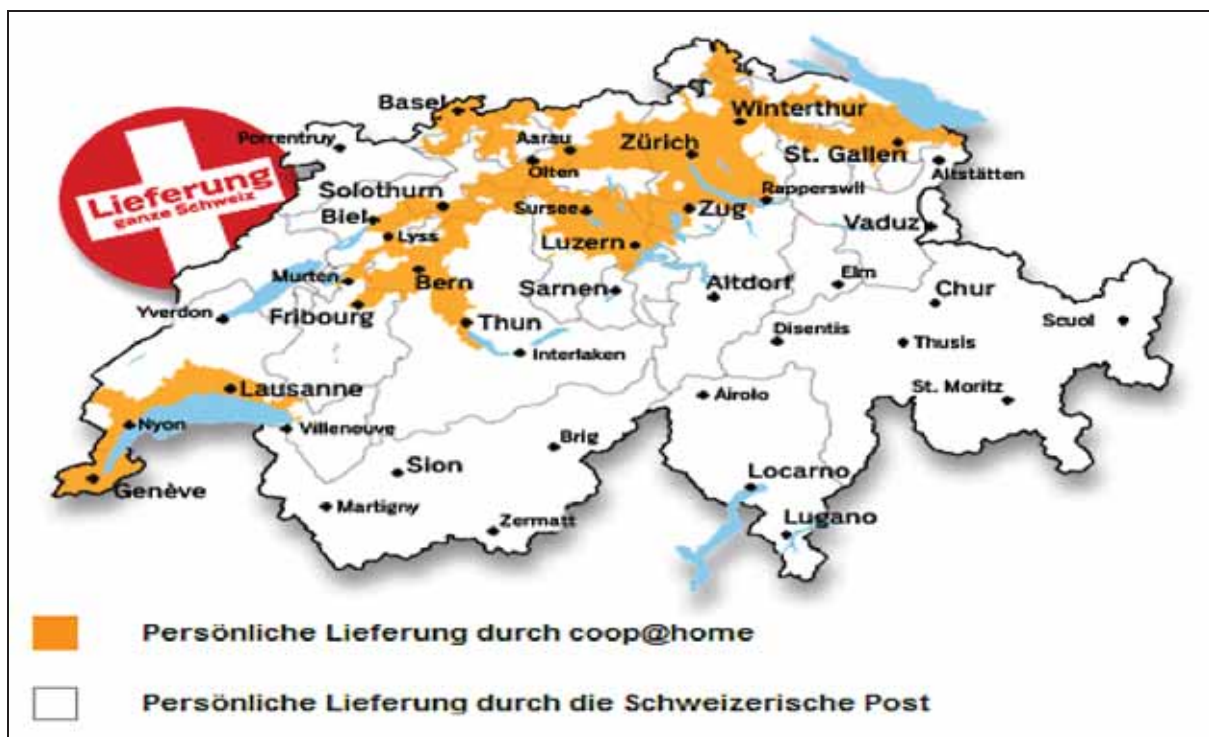 Basel
Winterthur
Porrentruy
Aarau
Zürich
St. Gallen
Olten
Altstätten
Lieferung
ganze Schweiz
Solothurn
Rapperswil
Sursee
Zug
Biel
Vaduz
Lyss
Luzern
Murten
Bern
Elm
Sarnen
Altdorf
Chur
Yverdon
Fribourg
Thun
Scuol
Disentis
Thusis
Interlaken
Lausanne
St. Moritz
Airolo
Nyon
Villeneuve
Brig
Sion
Locarno
Genève
Martigny
Lugano
Zermatt
Persönliche Lieferung durch coop@home
Persönliche Lieferung durch die Schweizerische Post